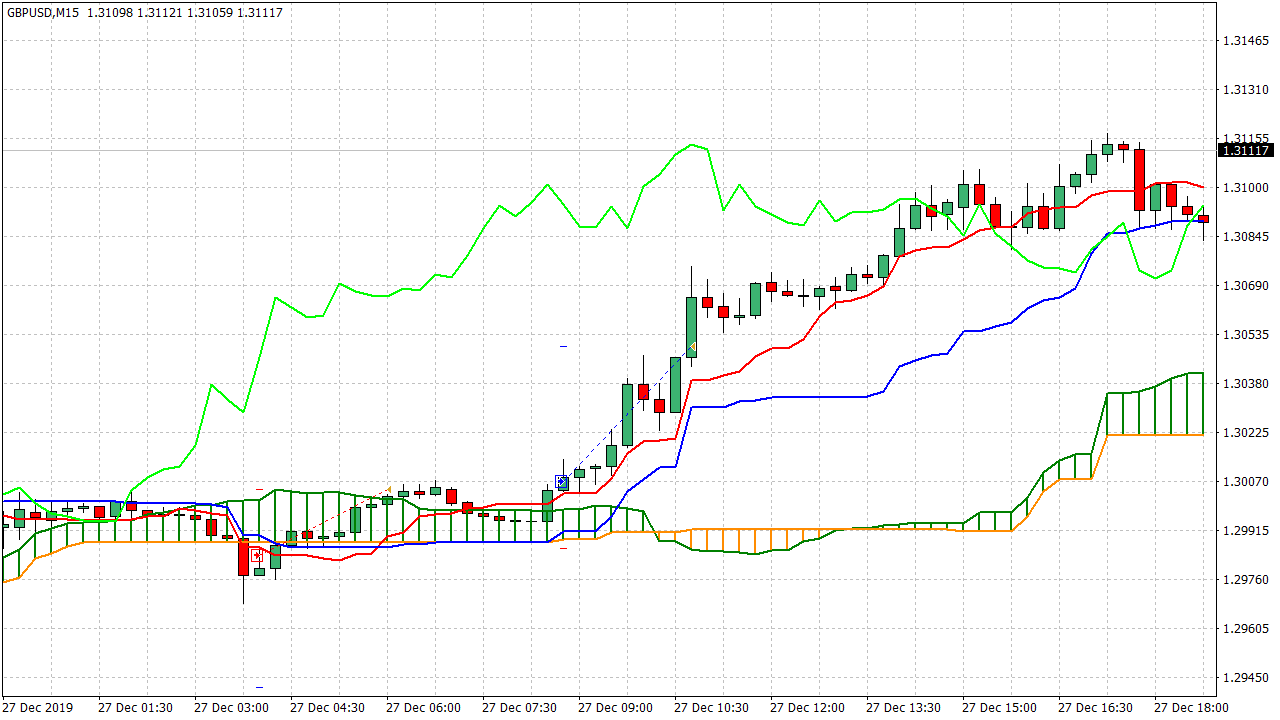 GBPUSD,M15 1.31098 1.31121 1.31059 1.31117
1.31465
1.31310
1.31155
1.31117
1.31000
1.30845
1.30690
1.30535
1.30380
1.30225
1.30070
1.29915
1.29760
1.29605
1.29450
27 Dec 2019
27 Dec 01:30
27 Dec 03:00
27 Dec 04:30
27 Dec 06:00
27 Dec 07:30
27 Dec 09:00
27 Dec 10:30
27 Dec 12:00
27 Dec 13:30
27 Dec 15:00
27 Dec 16:30
27 Dec 18:00